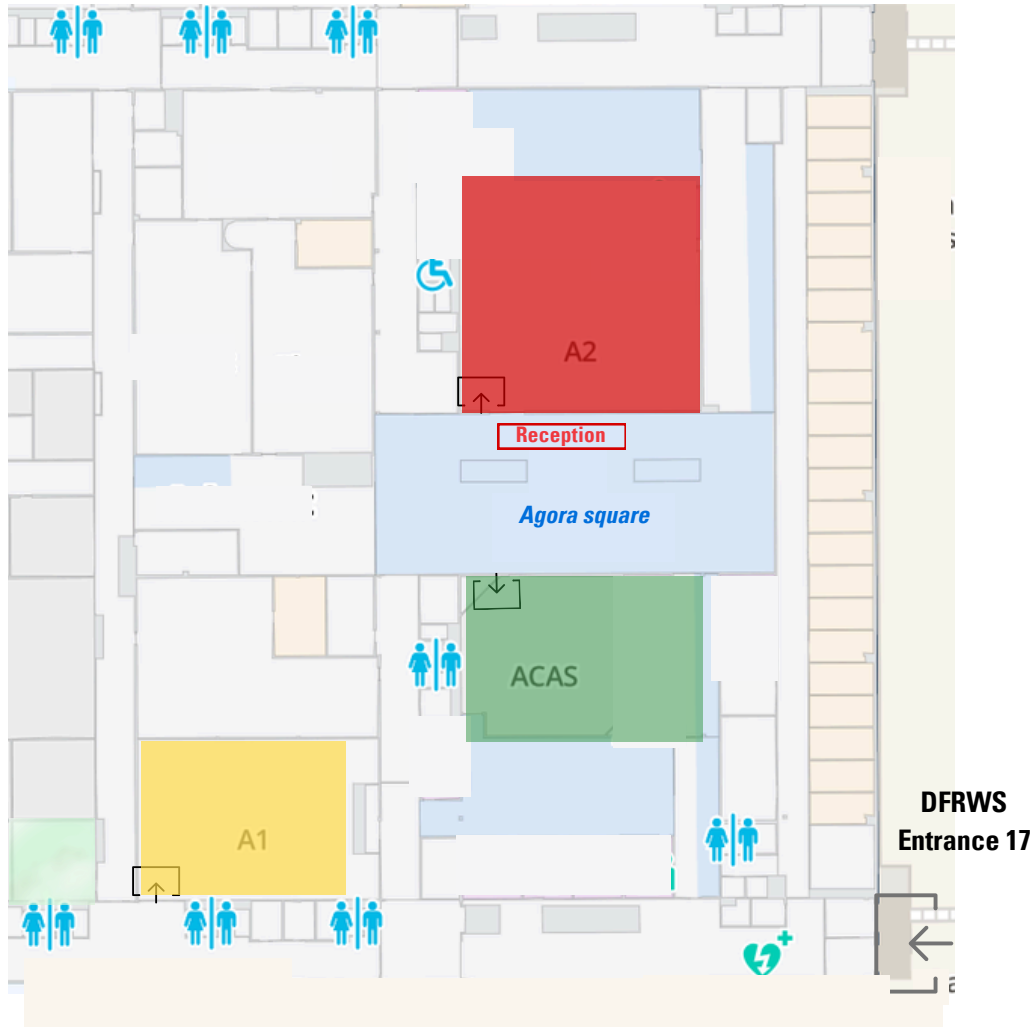 A2
Reception
Agora square
ACAS
DFRWS
Entrance 17
A1